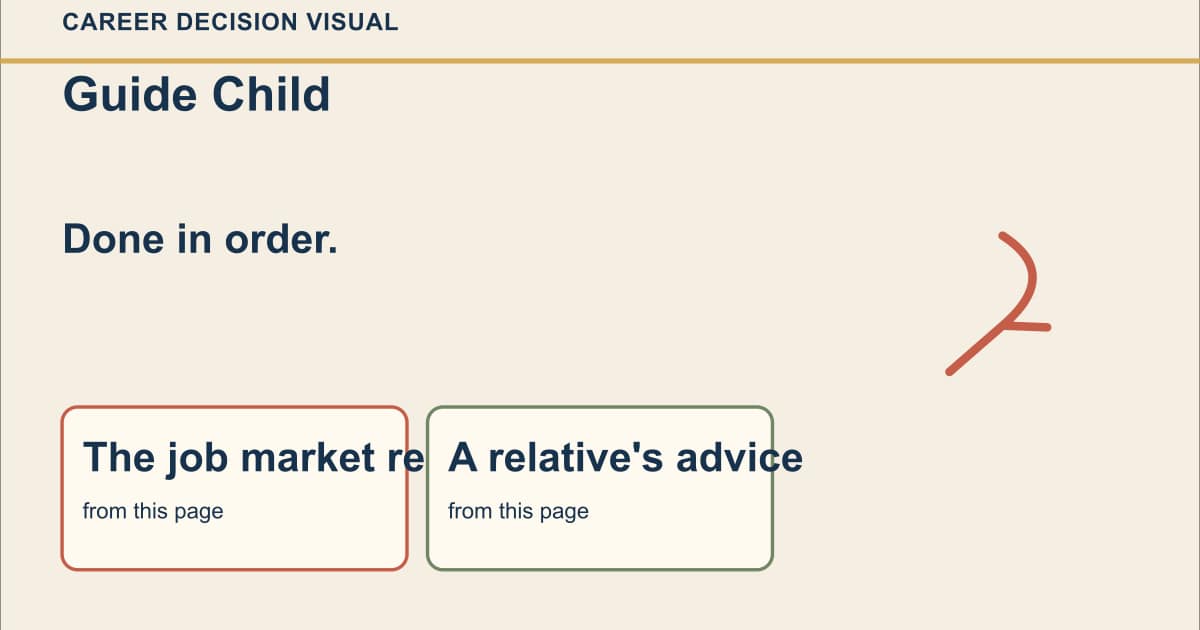 CAREER DECISION VISUAL
Guide Child
Done in order.
The job market re
from this page
A relative's advice
from this page